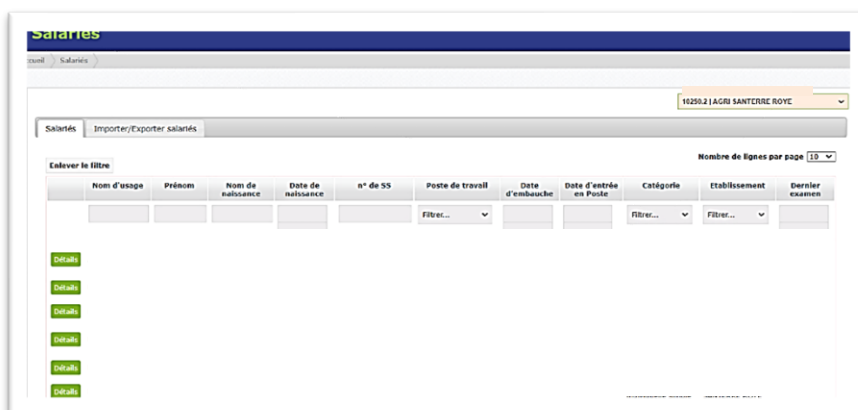 Salariés
cueil Salariés
10250.2 | AGRI SANTERRE ROYE
Salariés Importer/Exporter salariés
Nombre de lignes par page 10
Enlever le filtre
Nom d'usage Prénom Nom de naissance Date de naissance n° de SS Poste de travail Date d'embauche Date d'entrée en Poste Catégorie Etablissement Dernier examen
Filtrer... Filtrer... Filtrer...
Détails
Détails
Détails
Détails
Détails
Détails